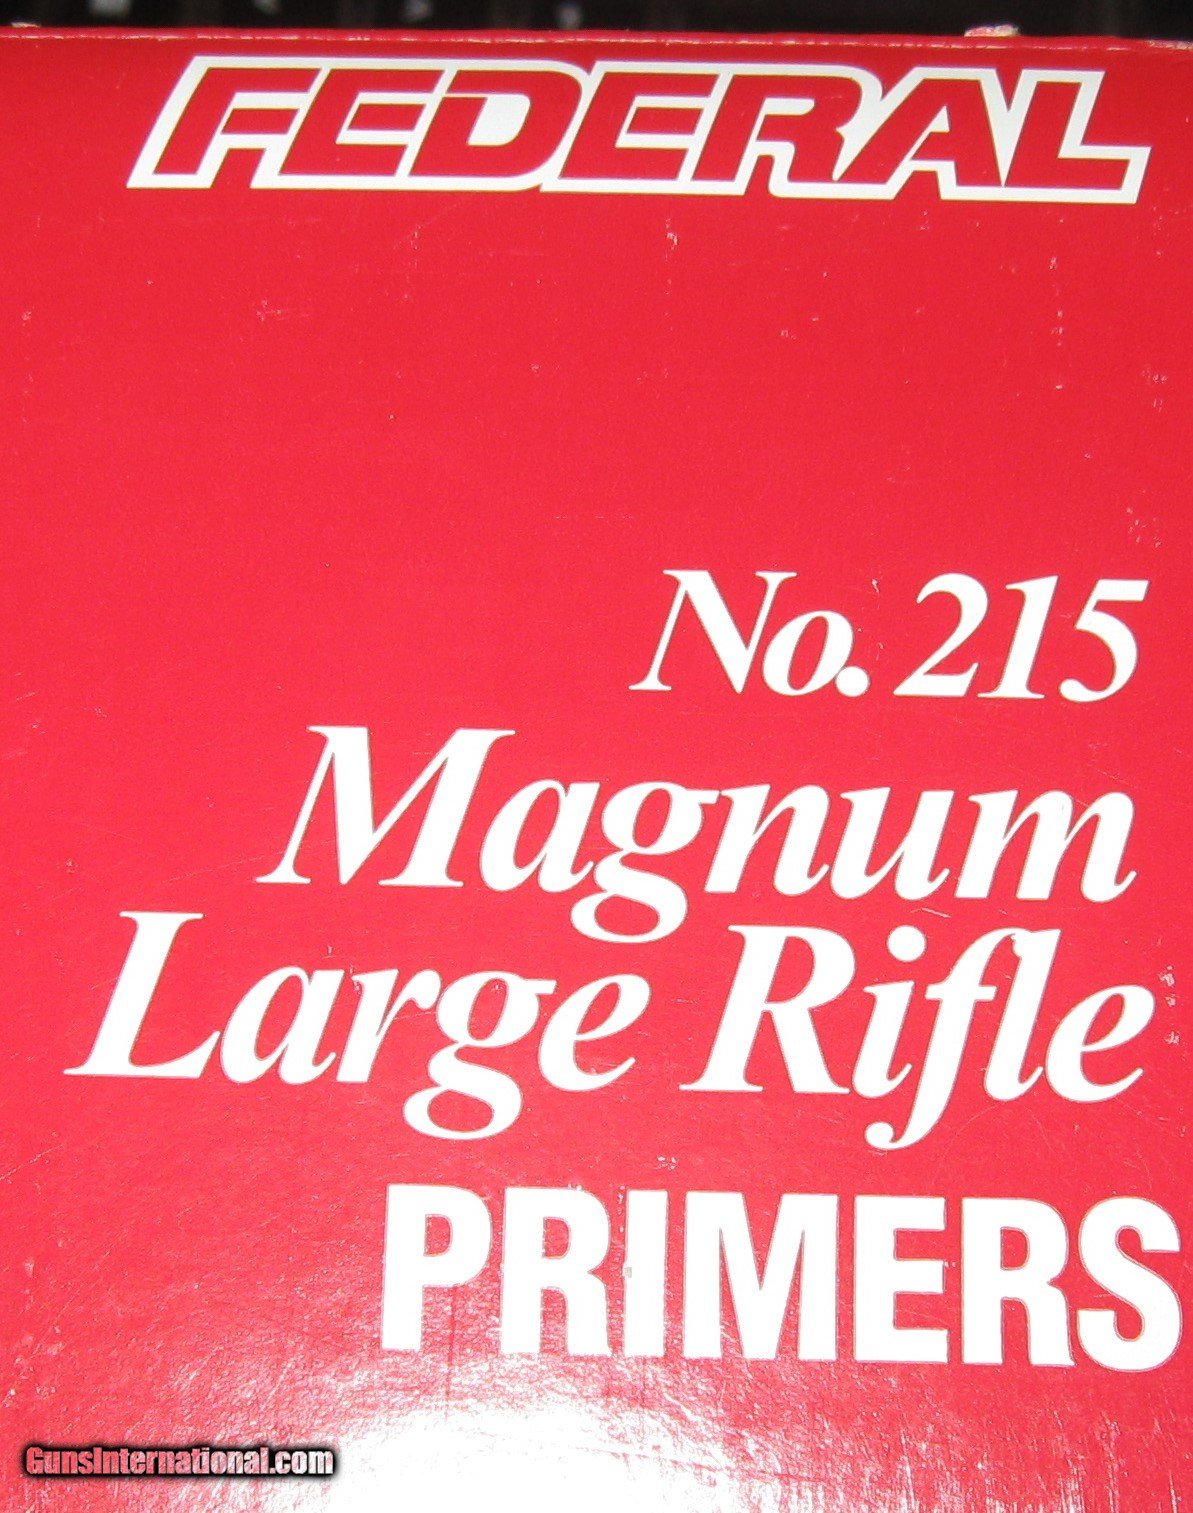 FEDERAL
No. 215
Magnum
Large Rifle
PRIMERS
GunsInternational.com